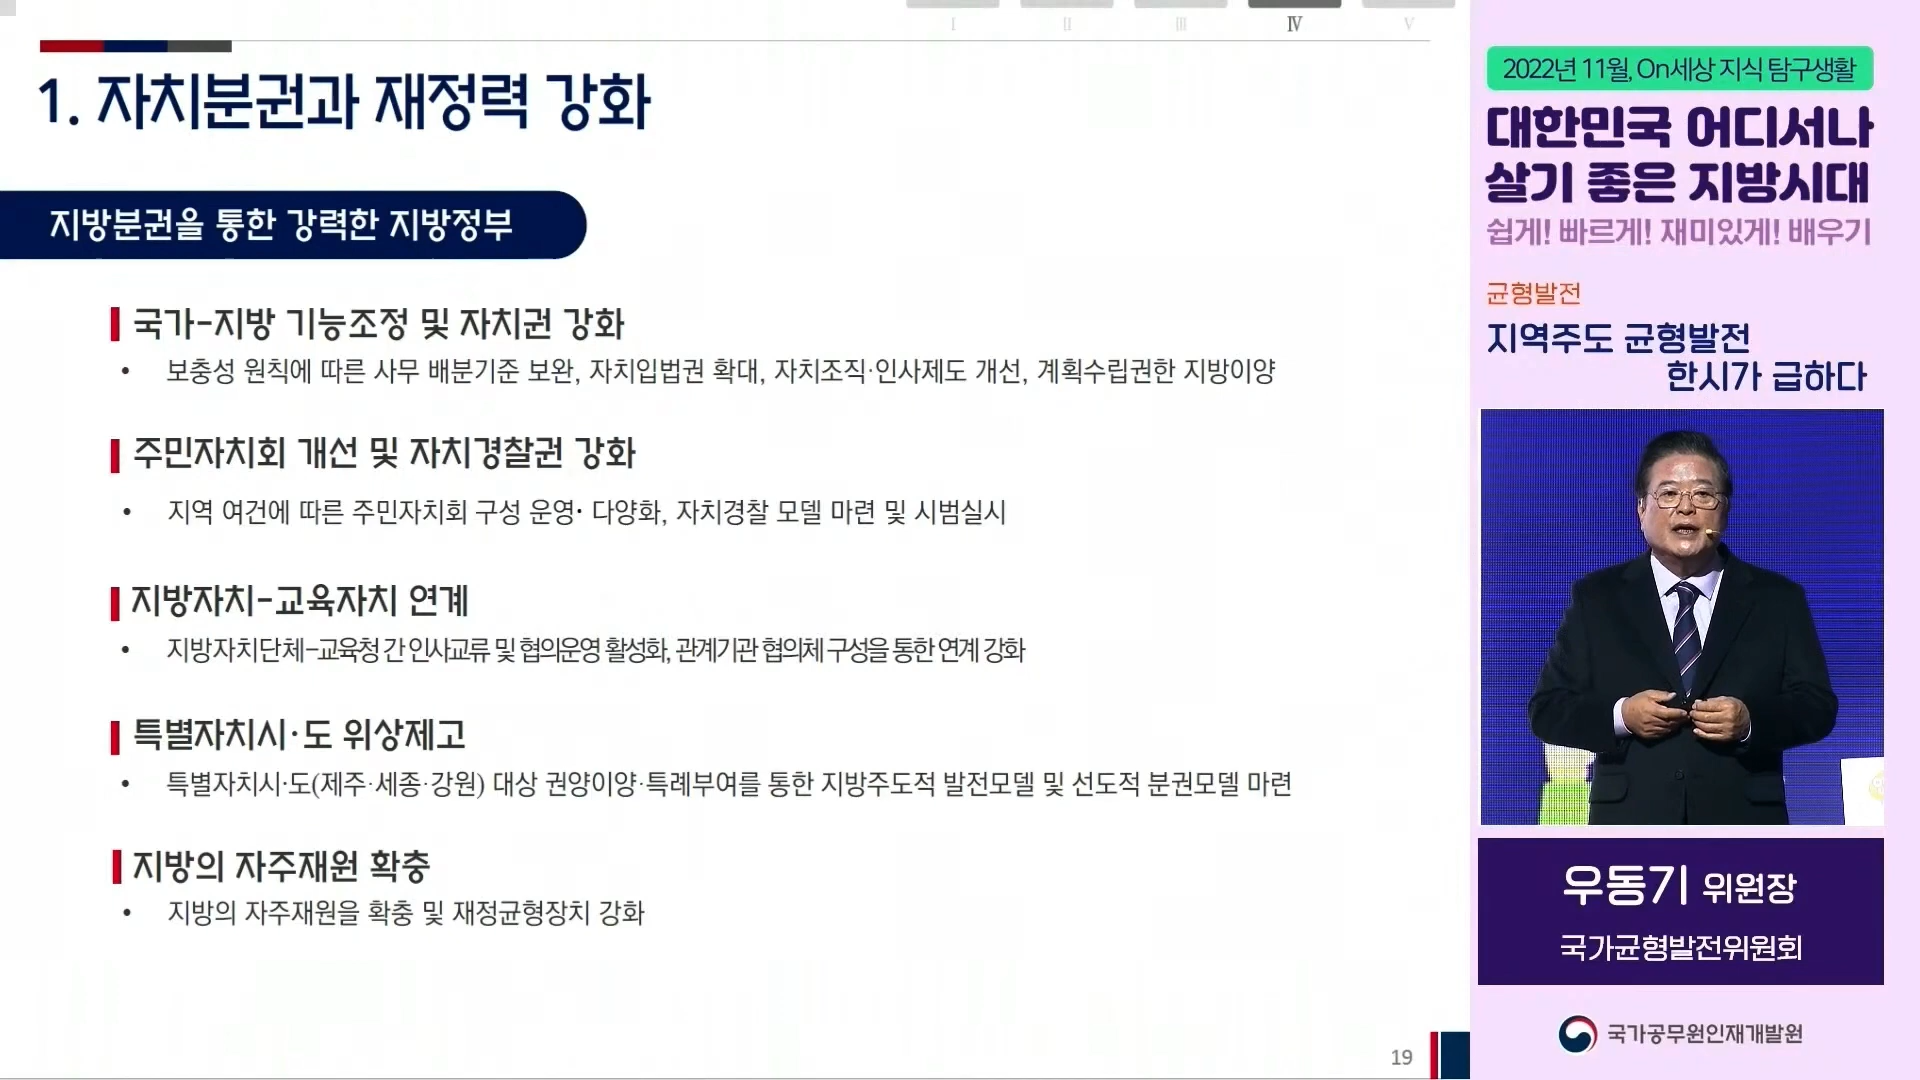 I
II
III
IV
V
1. 자치분권과 재정력 강화
지방분권을 통한 강력한 지방정부
국가-지방 기능조정 및 자치권 강화
• 보충성 원칙에 따른 사무 배분기준 보완, 자치입법권 확대, 자치조직·인사제도 개선, 계획수립권한 지방이양
주민자치회 개선 및 자치경찰권 강화
• 지역 여건에 따른 주민자치회 구성 운영· 다양화, 자치경찰 모델 마련 및 시범실시
지방자치-교육자치 연계
• 지방자치단체-교육청 간 인사교류 및 협의운영 활성화, 관계기관 협의체 구성을 통한 연계 강화
특별자치시·도 위상제고
• 특별자치시·도(제주·세종·강원) 대상 권양이양·특례부여를 통한 지방주도적 발전모델 및 선도적 분권모델 마련
지방의 자주재원 확충
• 지방의 자주재원을 확충 및 재정균형장치 강화
19
2022년 11월, On세상 지식 탐구생활
대한민국 어디서나
살기 좋은 지방시대
쉽게! 빠르게! 재미있게! 배우기
균형발전
지역주도 균형발전
한시가 급하다
우동기 위원장
국가균형발전위원회
국가공무원인재개발원